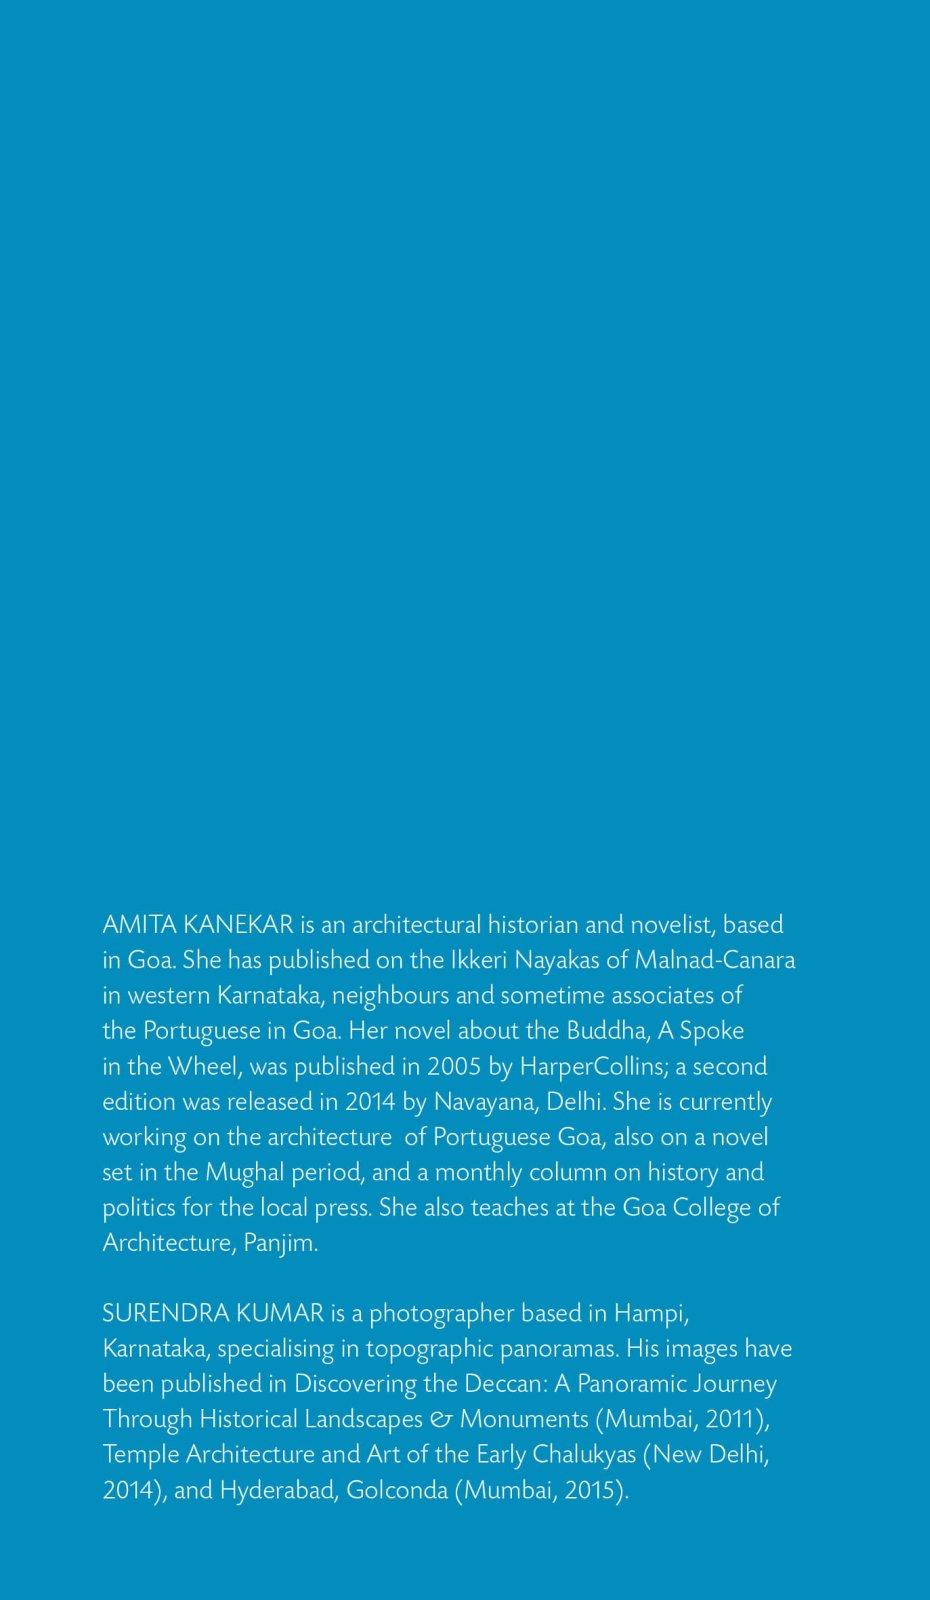 AMITA KANEKAR is an architectural historian and novelist, based
in Goa. She has published on the Ikkeri Nayakas of Malnad-Canara
in western Karnataka, neighbours and sometime associates of
the Portuguese in Goa. Her novel about the Buddha, A Spoke
in the Wheel, was published in 2005 by HarperCollins; a second
edition was released in 2014 by Navayana, Delhi. She is currently
working on the architecture  of Portuguese Goa, also on a novel
set in the Mughal period, and a monthly column on history and
politics for the local press. She also teaches at the Goa College of
Architecture, Panjim.

SURENDRA KUMAR is a photographer based in Hampi,
Karnataka, specialising in topographic panoramas. His images have
been published in Discovering the Deccan: A Panoramic Journey
Through Historical Landscapes & Monuments (Mumbai, 2011),
Temple Architecture and Art of the Early Chalukyas (New Delhi,
2014), and Hyderabad, Golconda (Mumbai, 2015).